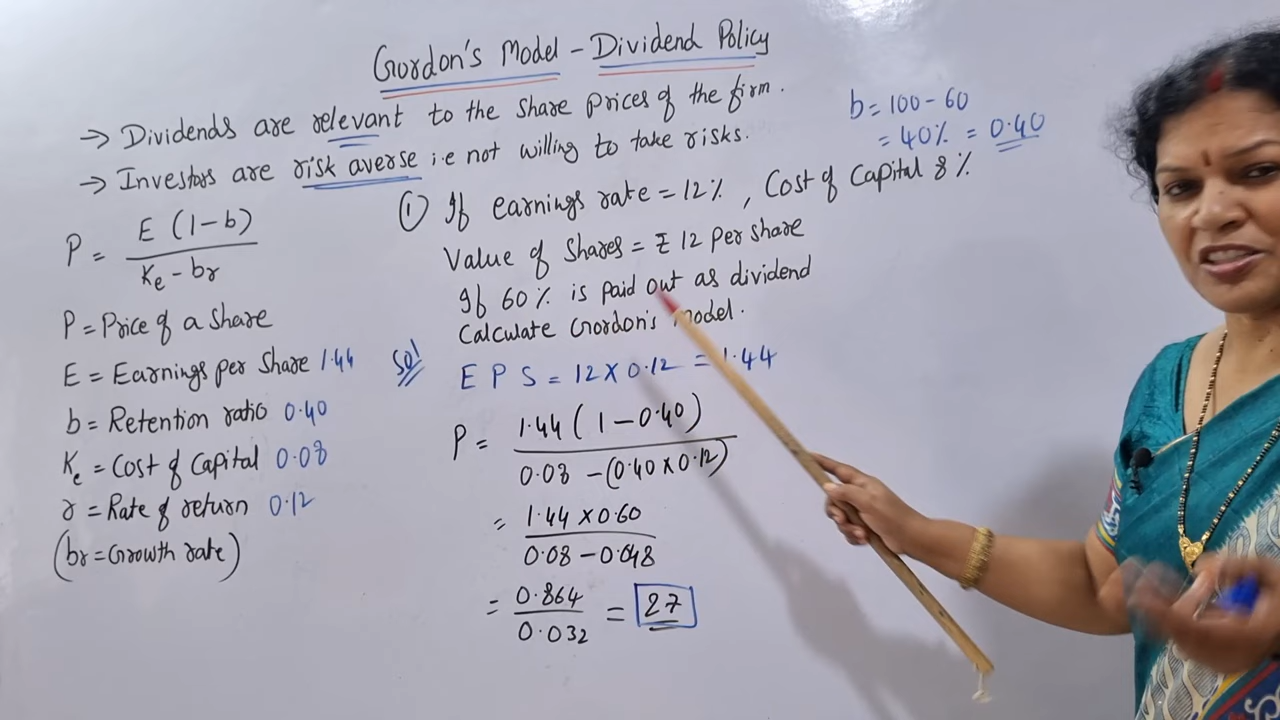 Gordon's Model - Dividend Policy
→ Dividends are relevant to the share prices of the firm.
→ Investors are risk averse i.e not willing to take risks.
b = 100 - 60
= 40% = 0.40
P = E (1-b) / Ke - br
P = Price of a Share
E = Earnings per Share 1.44
b = Retention ratio 0.40
Ke = Cost of Capital 0.08
r = Rate of return 0.12
(br = Growth rate)
① If earnings rate = 12%, Cost of Capital 8%
Value of Shares = ₹ 12 per share
If 60% is paid out as dividend
Calculate Gordon's model.
Sol
EPS = 12 × 0.12 = 1.44
P = 1.44 (1 - 0.40) / 0.08 - (0.40 × 0.12)
= 1.44 × 0.60 / 0.08 - 0.048
= 0.864 / 0.032 = 27